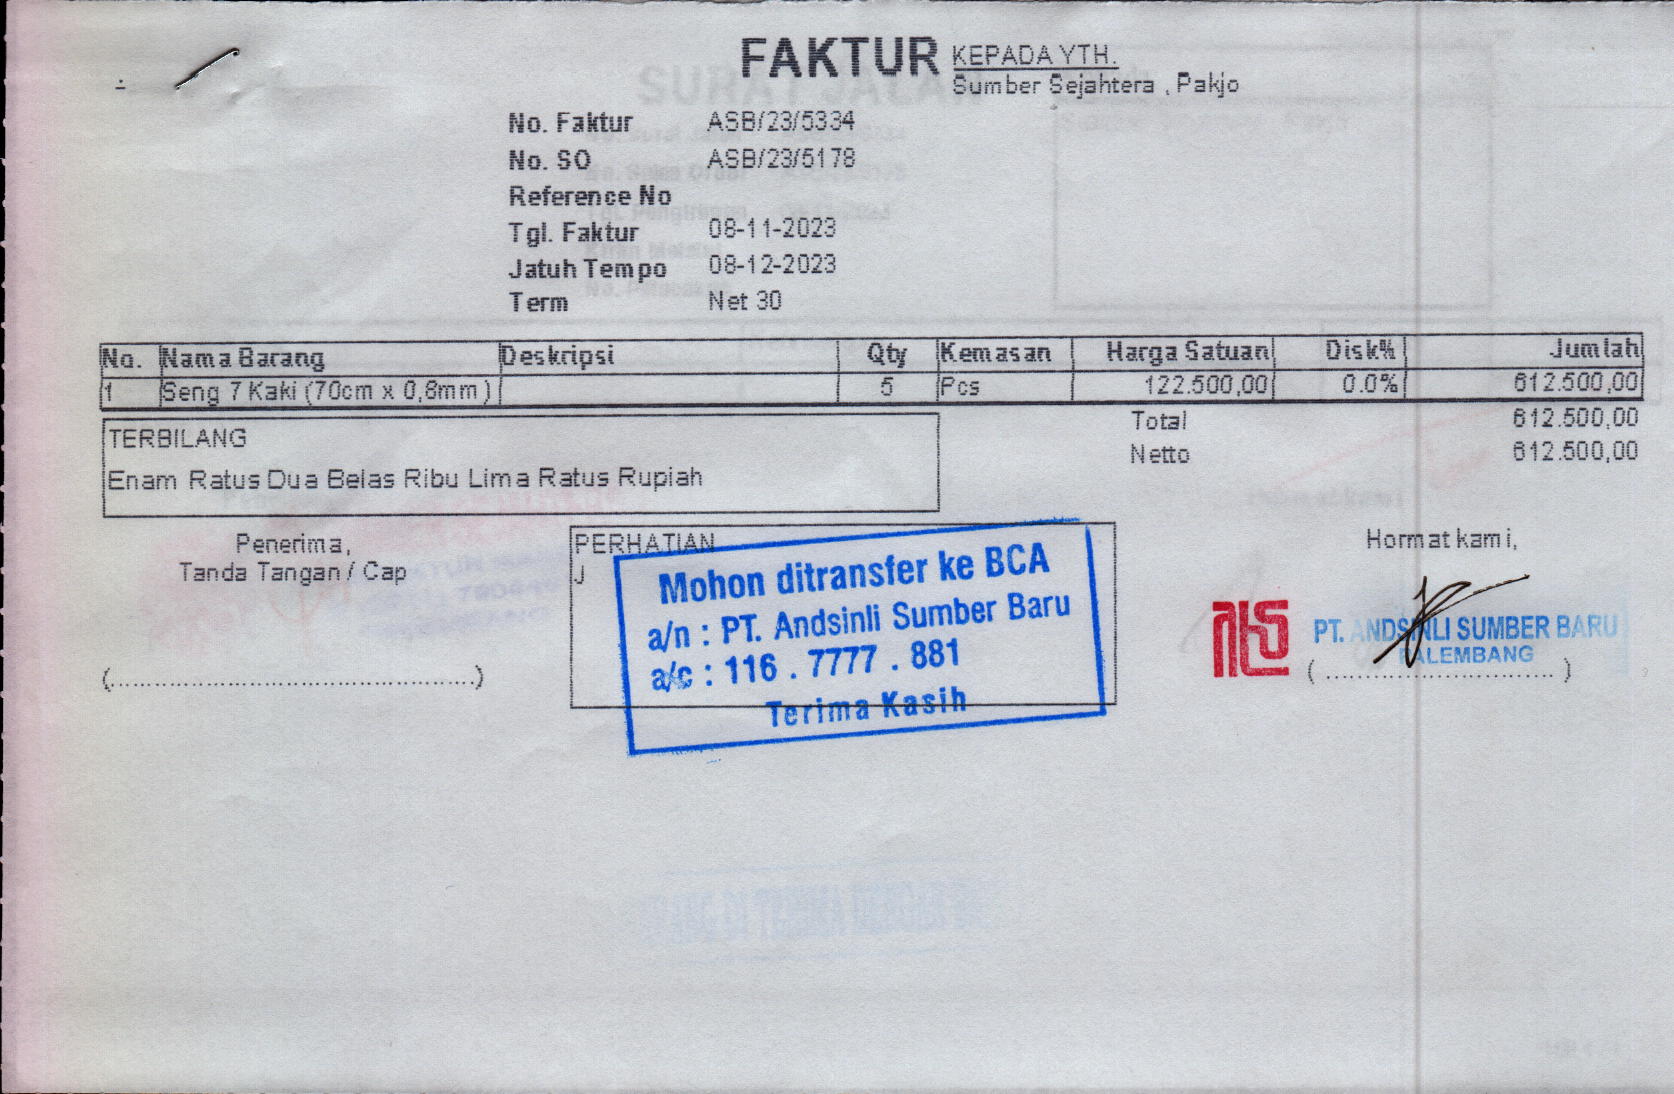 FAKTUR
KEPADA YTH.
Sumber Sejahtera , Pakjo
No. Faktur ASB/23/5334
No. SO ASB/23/5178
Reference No
Tgl. Faktur 08-11-2023
Jatuh Tempo 08-12-2023
Term Net 30
No. Nama Barang Deskripsi Qty Kemasan Harga Satuan Disk% Jumlah
1 Seng 7 Kaki (70cm x 0,8mm ) 5 Pcs 122.500,00 0.0% 612.500,00
Total 612.500,00
Netto 612.500,00
TERBILANG
Enam Ratus Dua Belas Ribu Lima Ratus Rupiah
Penerima,
Tanda Tangan / Cap
(..................................................)
PERHATIAN
J
Mohon ditransfer ke BCA
a/n : PT. Andsinli Sumber Baru
a/c : 116 . 7777 . 881
Terima Kasih
Hormat kami,
PT. ANDSINLI SUMBER BARU
PALEMBANG
( .............................. )